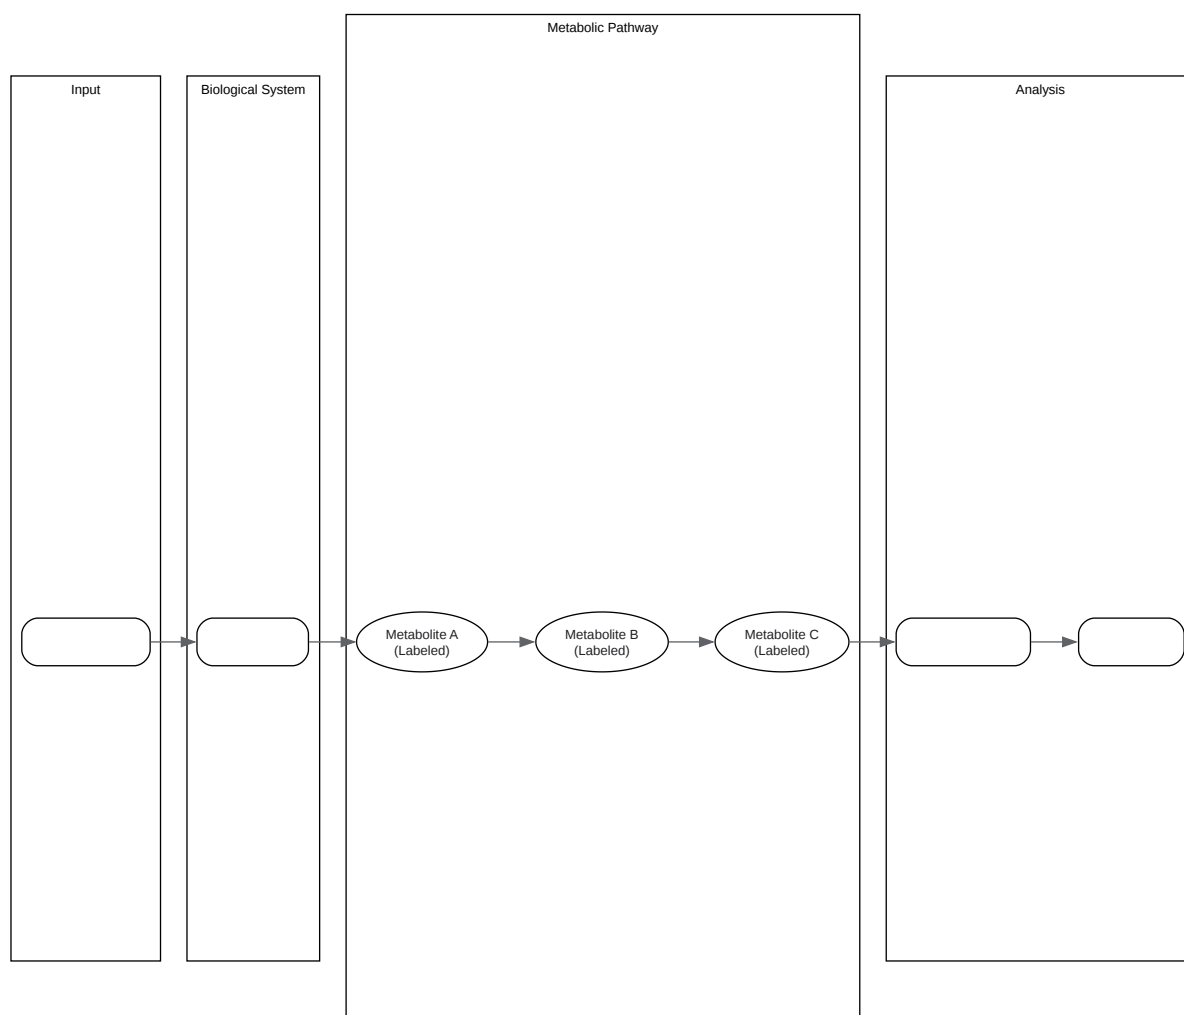 Metabolic Pathway
Input
Biological System
Analysis
Metabolite A
(Labeled)
Metabolite B
(Labeled)
Metabolite C
(Labeled)